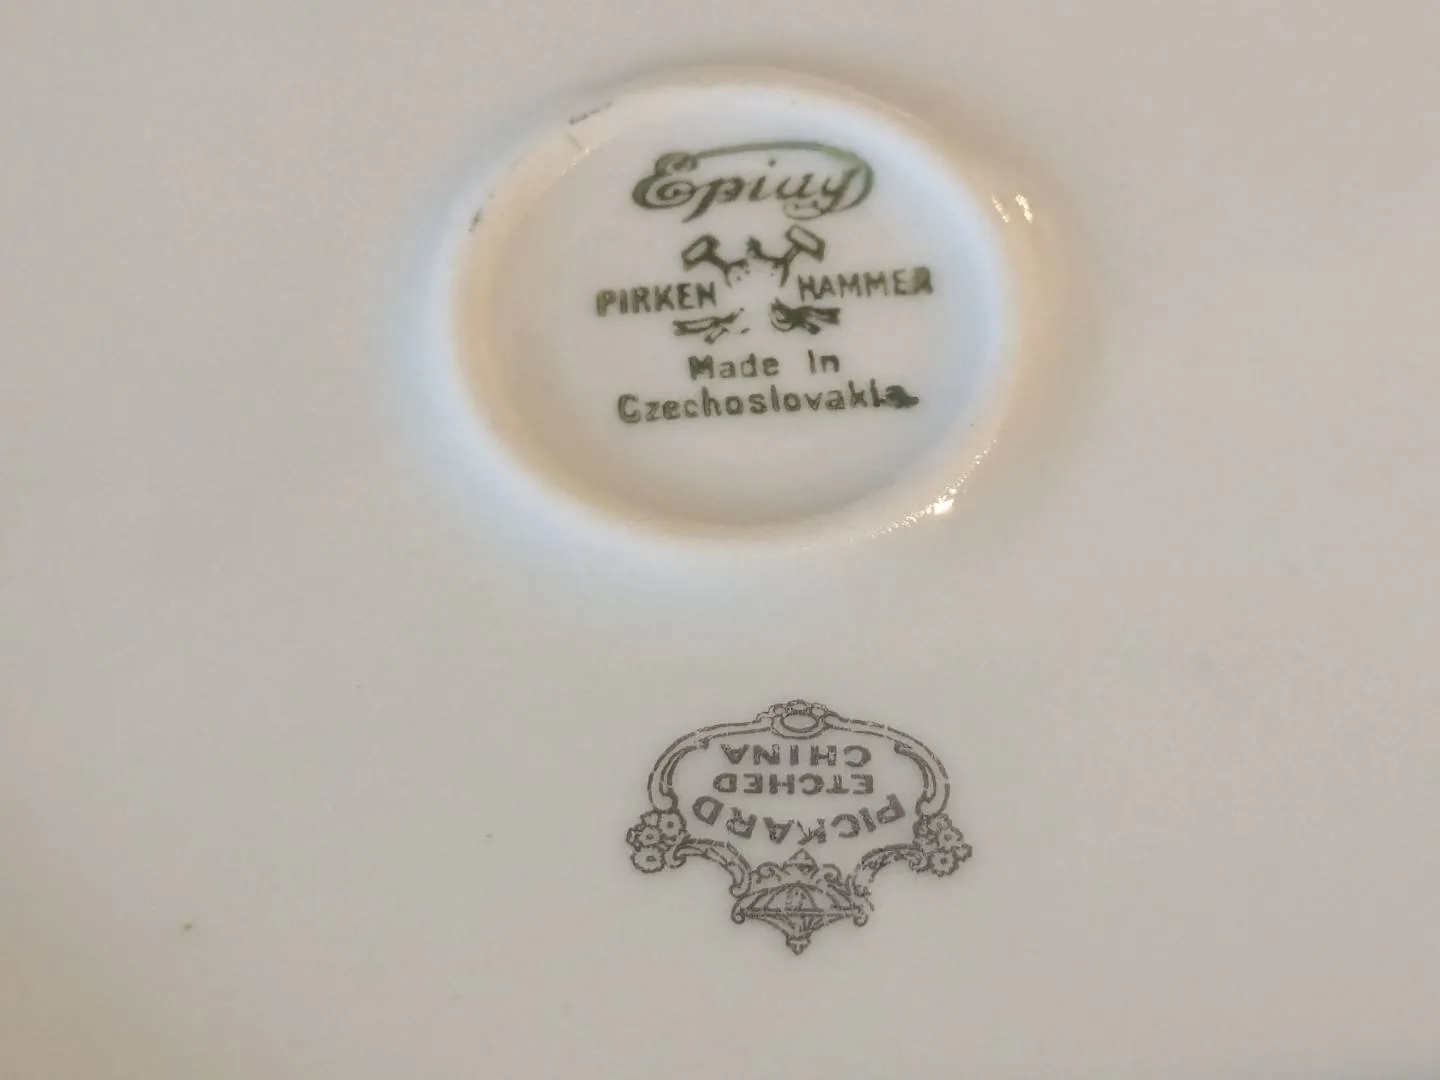 Epiag
PIRKEN HAMMER
Made In
Czechoslovakia
PICKARD
ETCHED
CHINA